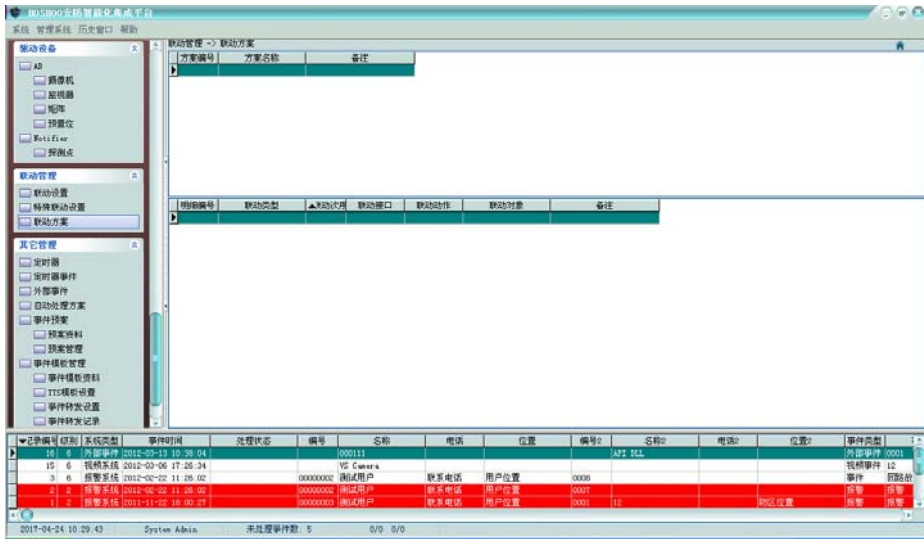 HOSHOO安防智能化集成平台
系统 管理系统 历史窗口 帮助
驱动设备
AB
摄像机
监视器
矩阵
预置位
Notifier
探测点
联动管理
联动设置
特殊联动设置
联动方案
其它管理
定时器
定时器事件
外部事件
自动处理方案
事件预案
预案资料
预案管理
事件模板管理
事件模板资料
TTS模板设置
事件转发设置
事件转发记录
联动管理 -> 联动方案
方案编号 方案名称 备注
明细编号 联动类型 联动次序 联动接口 联动动作 联动对象 备注
记录编号 级别 系统类型 事件时间 处理状态 编号 名称 电话 位置 编号2 名称2 电话2 位置2 事件类型
16 6 外部事件 2012-03-13 10:38:04 000111 API DLL 外部事件 0001
15 6 视频系统 2012-03-06 17:26:34 VS Camera 视频事件 12
3 6 报警系统 2012-02-22 11:26:02 00000002 测试用户 联系电话 用户位置 0008 事件 回路故
2 2 报警系统 2012-02-22 11:26:02 00000002 测试用户 联系电话 用户位置 0007 报警 报警
1 2 报警系统 2011-11-22 18:00:27 00000003 测试用户 联系电话 用户位置 0001 12 防区位置 报警 报警
2017-04-24 10:29:43 System Admin 未处理事件数: 5 0/0 0/0